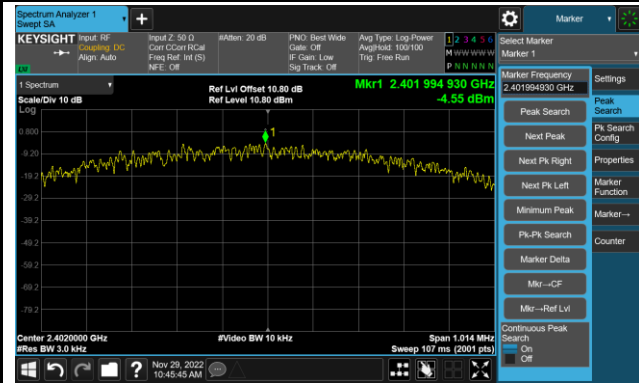 Spectrum Analyzer 1
Swept SA
Marker
KEYSIGHT
Input: RF
Coupling: DC
Align: Auto
Input Z: 50 Ω
Corr CCorr RCal
Freq Ref: Int (S)
NFE: Off
#Atten: 20 dB
PNO: Best Wide
Gate: Off
IF Gain: Low
Sig Track: Off
Avg Type: Log-Power
Avg|Hold: 100/100
Trig: Free Run
1 2 3 4 5 6
M W W W W W
P N N N N N
Select Marker
Marker 1
1 Spectrum
Scale/Div 10 dB
Log
Ref Lvl Offset 10.80 dB
Ref Level 10.80 dBm
Mkr1 2.401 994 930 GHz
-4.55 dBm
0.800
-9.20
-19.2
-29.2
-39.2
-49.2
-59.2
-69.2
-79.2
1
Center 2.4020000 GHz
#Res BW 3.0 kHz
#Video BW 10 kHz
Span 1.014 MHz
Sweep 107 ms (2001 pts)
Marker Frequency
2.401994930 GHz
Peak Search
Next Peak
Next Pk Right
Next Pk Left
Minimum Peak
Pk-Pk Search
Marker Delta
Mkr→CF
Mkr→Ref Lvl
Continuous Peak
Search
On
Off
Settings
Peak
Search
Pk Search
Config
Properties
Marker
Function
Marker→
Counter
?
Nov 29, 2022
10:45:45 AM